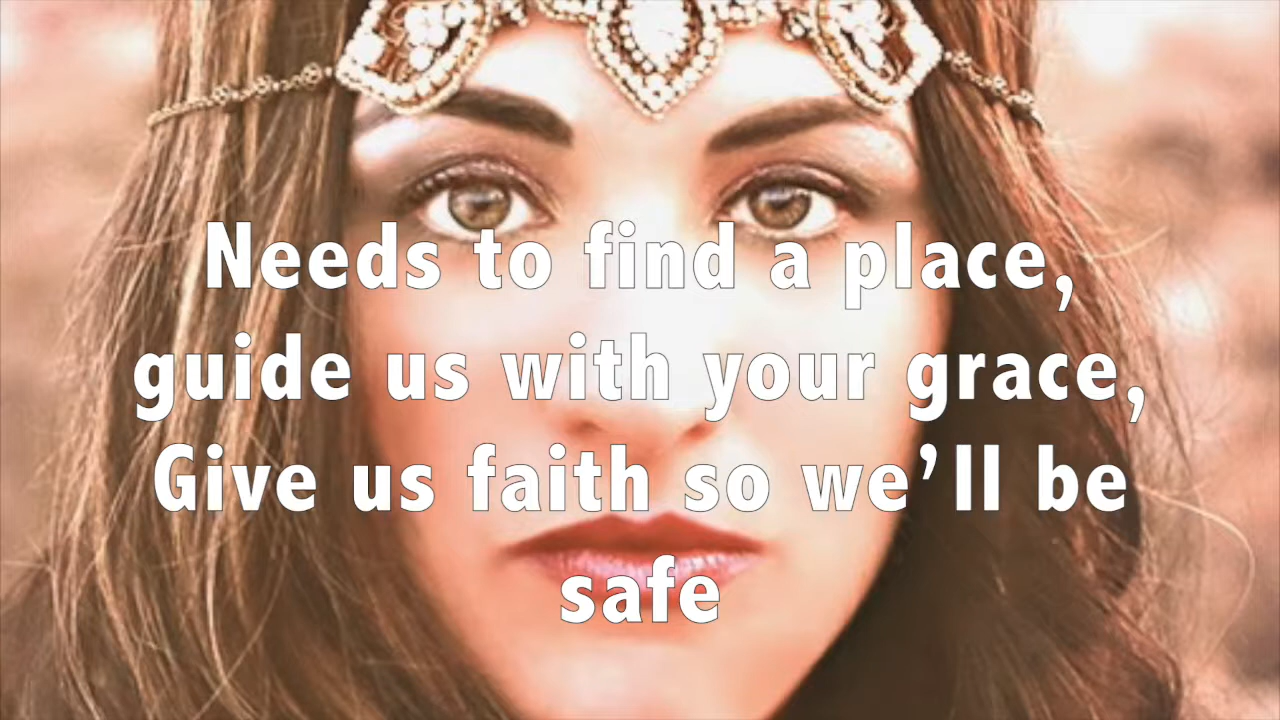 Needs to find a place,
guide us with your grace,
Give us faith so we’ll be
safe